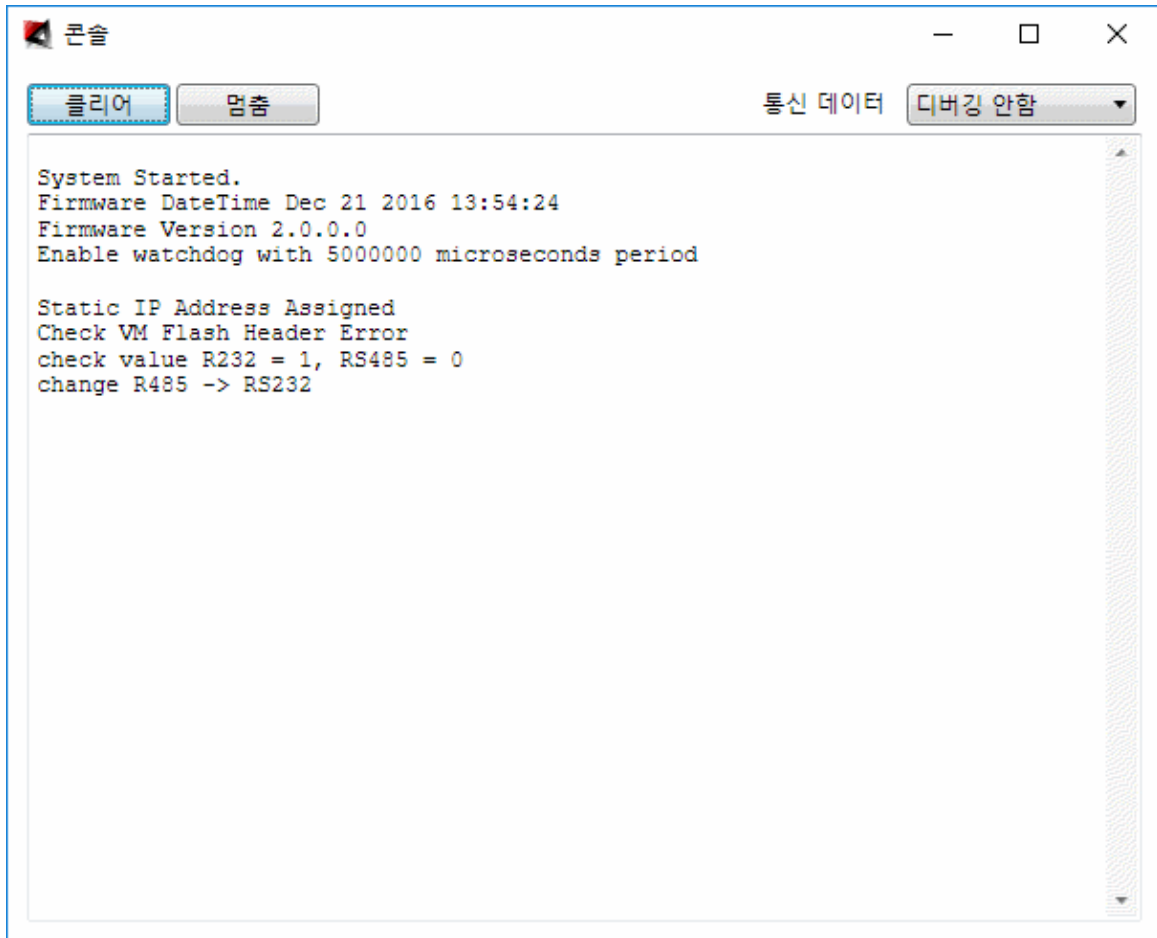 콘솔
클리어 멈춤 통신 데이터 디버깅 안함
System Started.
Firmware DateTime Dec 21 2016 13:54:24
Firmware Version 2.0.0.0
Enable watchdog with 5000000 microseconds period
Static IP Address Assigned
Check VM Flash Header Error
check value R232 = 1, RS485 = 0
change R485 -> RS232